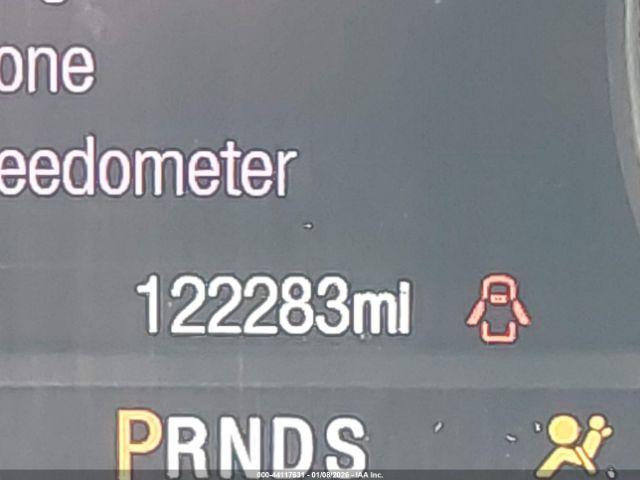 one
eedometer
122283mi
PRNDS
000-44117631 - 01/08/2026 - IAA Inc.